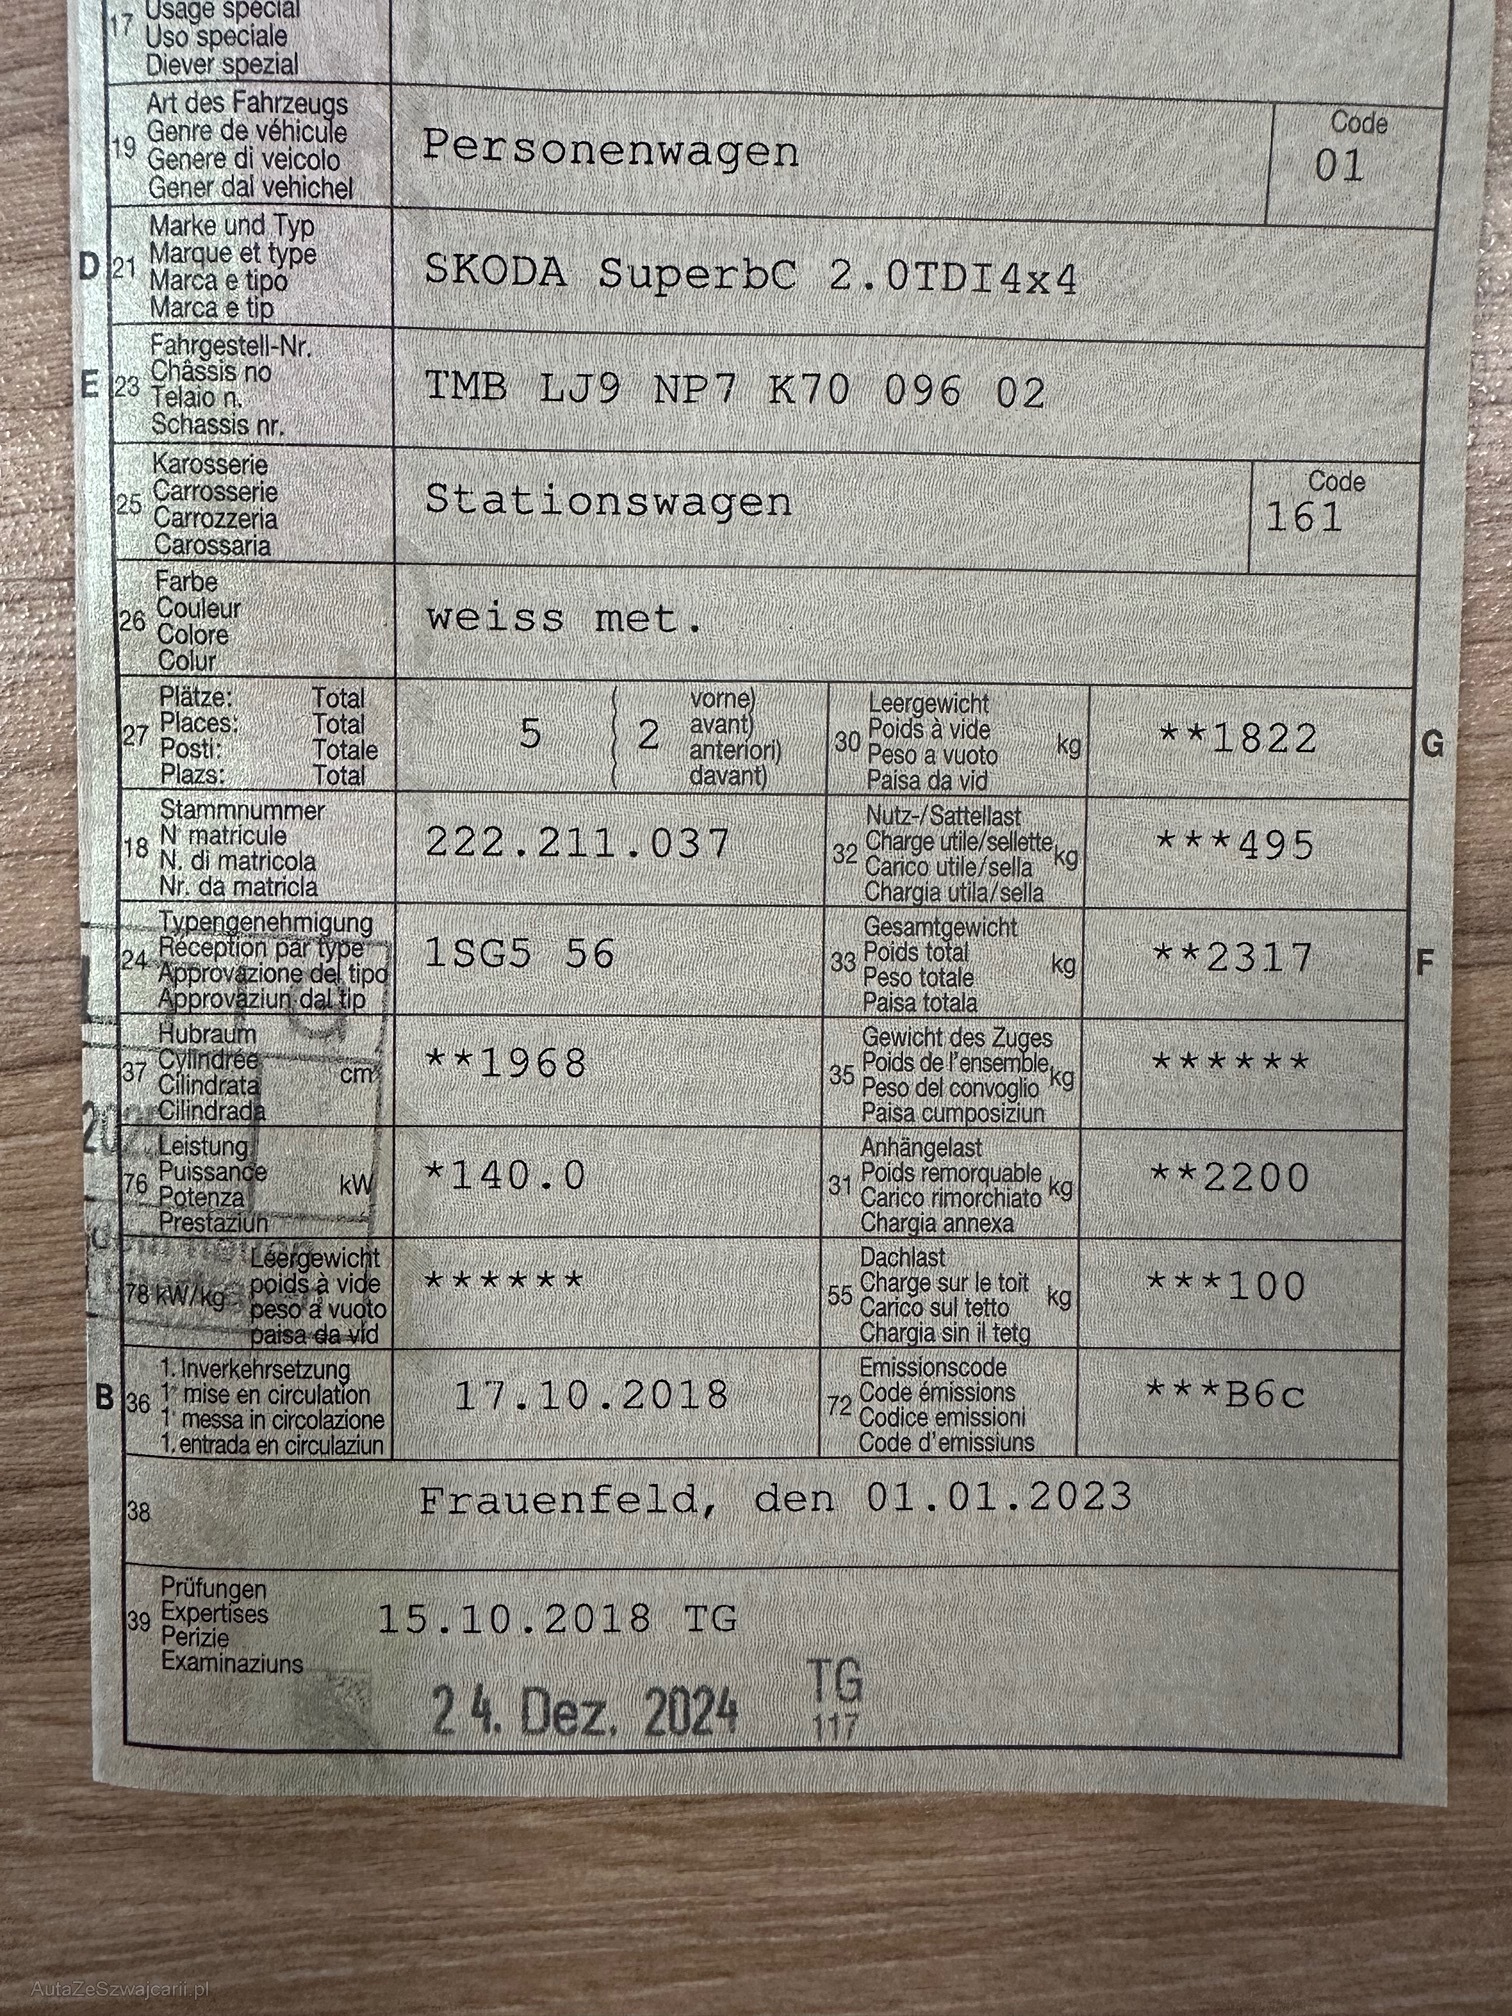 17
Usage spécial
Uso speciale
Diever spezial
19
Art des Fahrzeugs
Genre de véhicule
Genere di veicolo
Gener dal vehichel
Personenwagen
Code
01
D
21
Marke und Typ
Marque et type
Marca e tipo
Marca e tip
SKODA SuperbC 2.0TDI4x4
E
23
Fahrgestell-Nr.
Châssis no
Telaio n.
Schassis nr.
TMB LJ9 NP7 K70 096 02
25
Karosserie
Carrosserie
Carrozzeria
Carossaria
Stationswagen
Code
161
26
Farbe
Couleur
Colore
Colur
weiss met.
27
Plätze: Total
Places: Total
Posti: Totale
Plazs: Total
5 ( 2
vorne)
avant)
anteriori)
davant)
30
Leergewicht
Poids à vide
Peso a vuoto
Paisa da vid
kg
**1822
G
18
Stammnummer
N° matricule
N. di matricola
Nr. da matricla
222.211.037
32
Nutz-/Sattellast
Charge utile/sellette
Carico utile/sella
Chargia utila/sella
kg
***495
24
Typengenehmigung
Réception par type
Approvazione del tipo
Approvaziun dal tip
1SG5 56
33
Gesamtgewicht
Poids total
Peso totale
Paisa totala
kg
**2317
F
37
Hubraum
Cylindrée
Cilindrata
Cilindrada
cm³
**1968
35
Gewicht des Zuges
Poids de l'ensemble
Peso del convoglio
Paisa cumposiziun
kg
******
76
Leistung
Puissance
Potenza
Prestaziun
kW
*140.0
31
Anhängelast
Poids remorquable
Carico rimorchiato
Chargia annexa
kg
**2200
78 kW/kg
Leergewicht
poids à vide
peso a vuoto
paisa da vid
******
55
Dachlast
Charge sur le toit
Carico sul tetto
Chargia sin il tetg
kg
***100
B
36
1. Inverkehrsetzung
1e mise en circulation
1a messa in circolazione
1. entrada en circulaziun
17.10.2018
72
Emissionscode
Code émissions
Codice emissioni
Code d'emissiuns
***B6c
38
Frauenfeld, den 01.01.2023
39
Prüfungen
Expertises
Perizie
Examinaziuns
15.10.2018 TG
24. Dez. 2024
TG
117
AutaZeSzwajcarii.pl